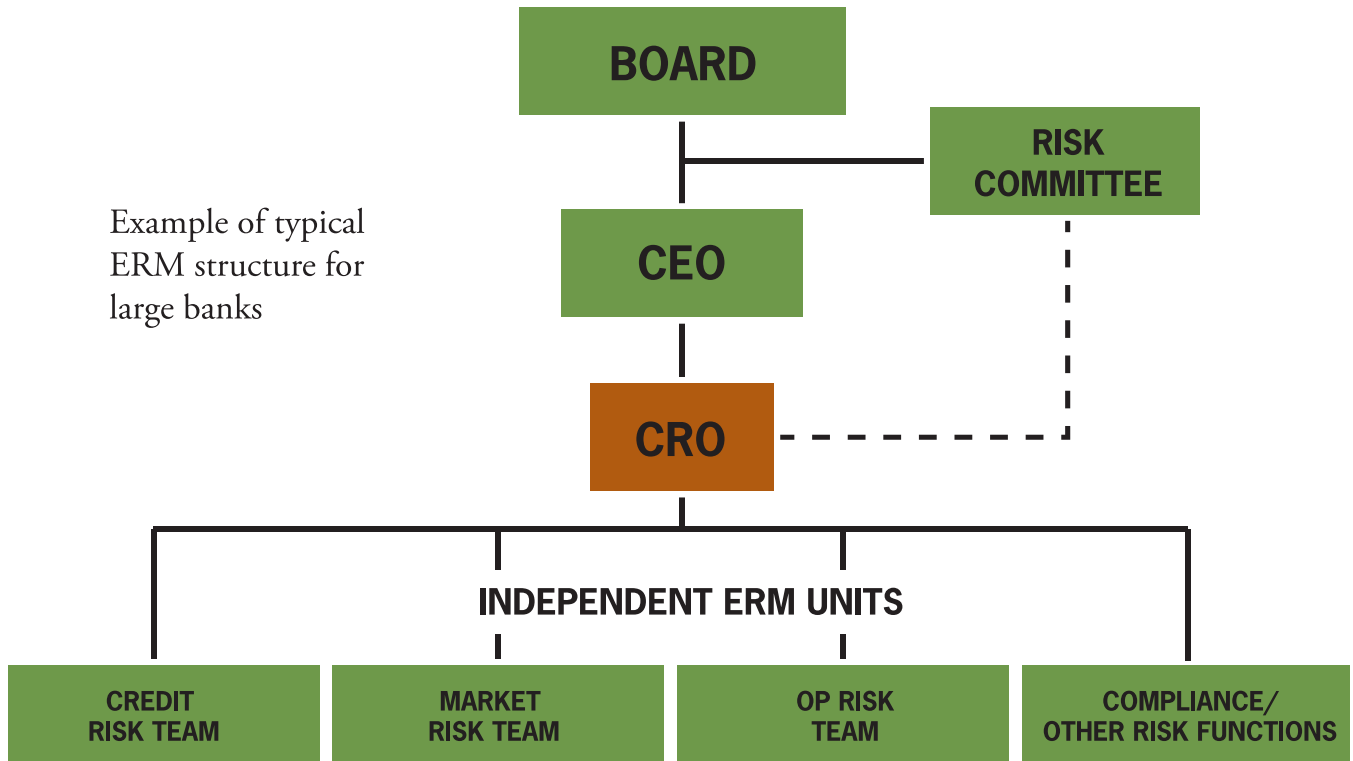 BOARD
RISK
COMMITTEE
Example of typical
ERM structure for
large banks
CEO
CRO
INDEPENDENT ERM UNITS
CREDIT
RISK TEAM
MARKET
RISK TEAM
OP RISK
TEAM
COMPLIANCE/
OTHER RISK FUNCTIONS